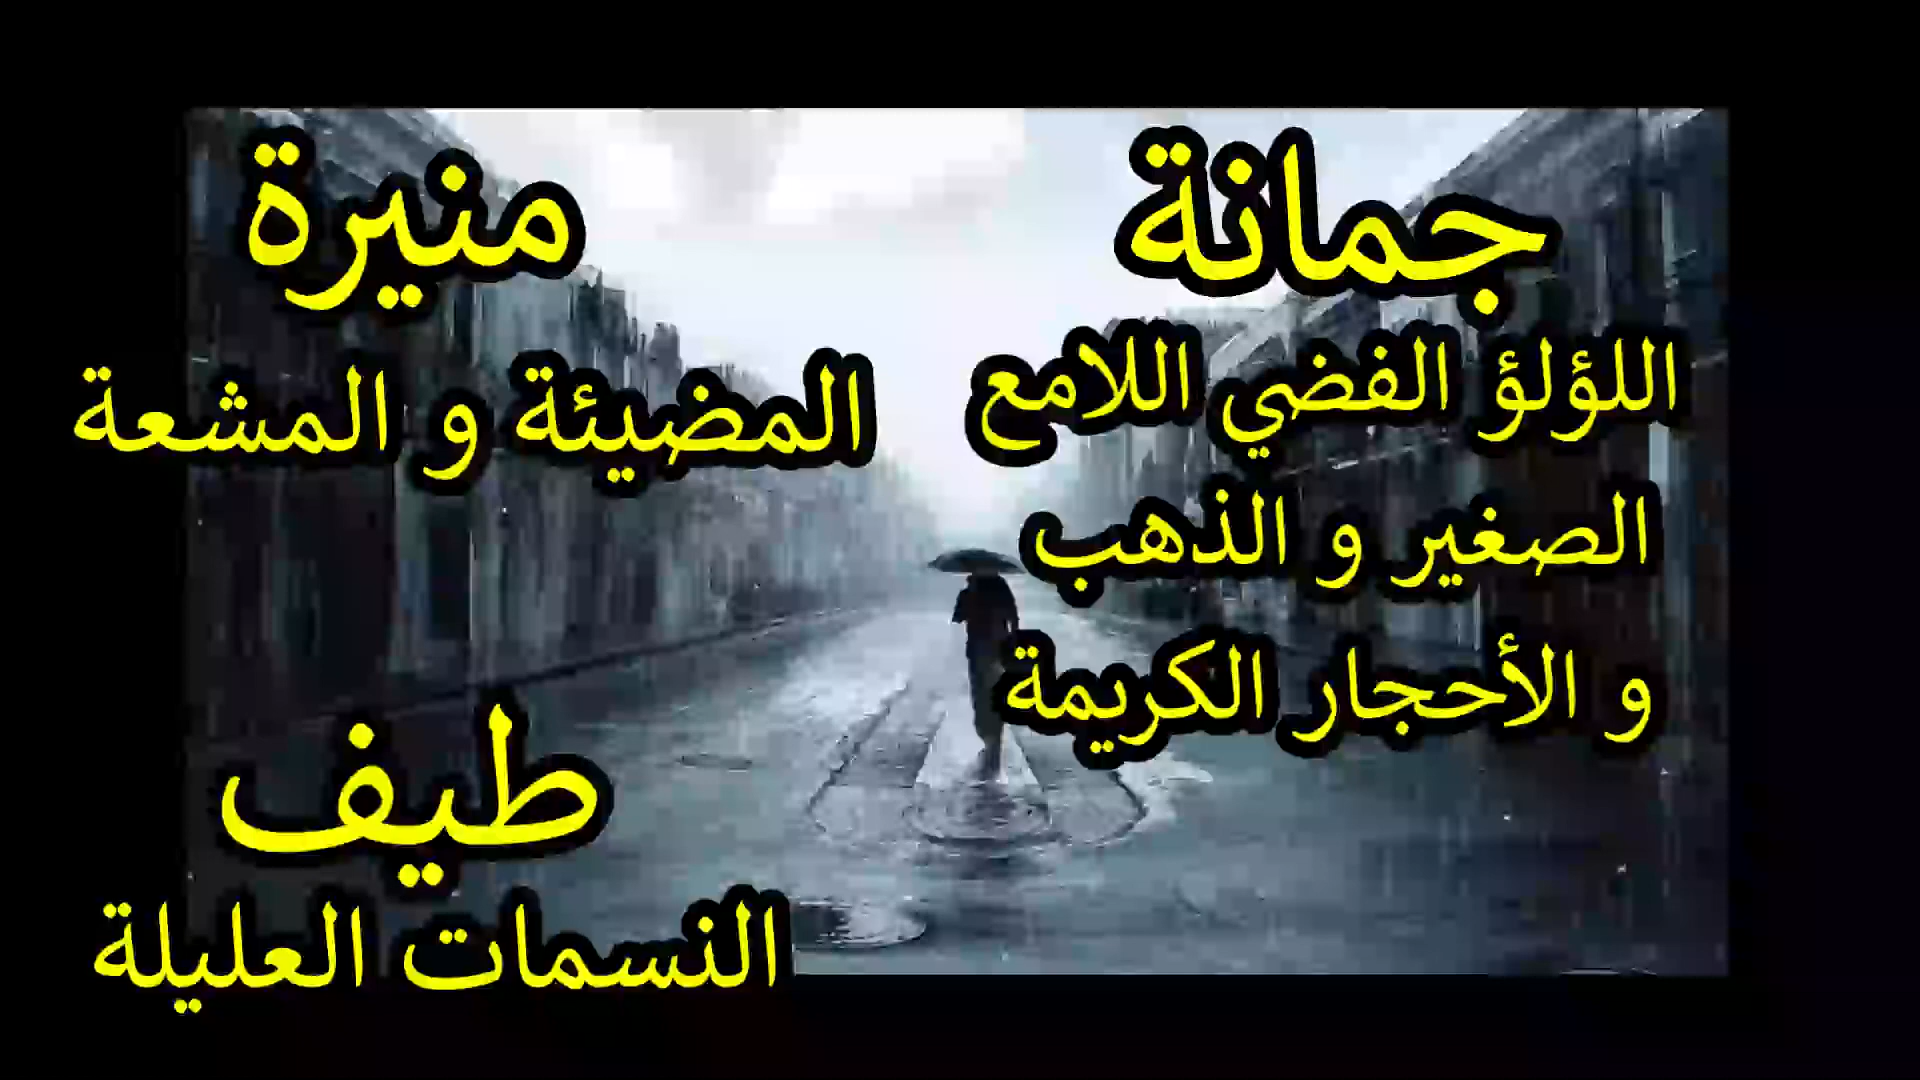 جمانة
اللؤلؤ الفضي اللامع
الصغير و الذهب
و الأحجار الكريمة
منيرة
المضيئة و المشعة
طيف
النسمات العليلة